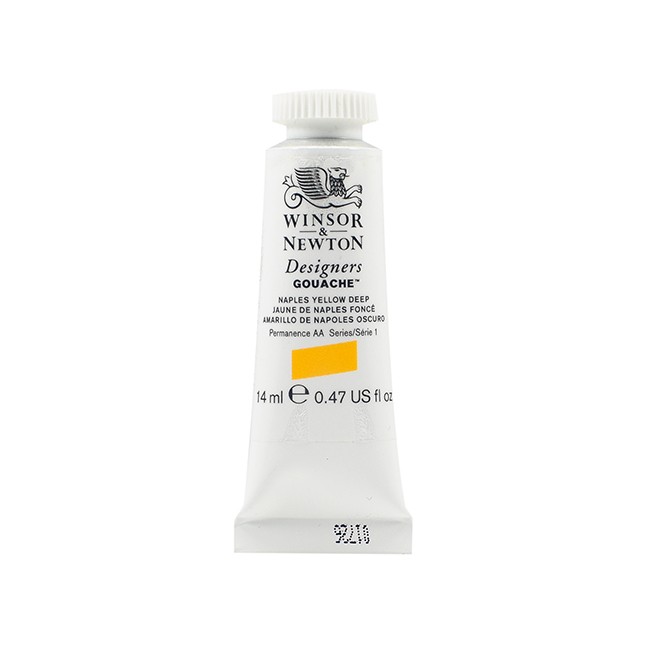 WINSOR
&
NEWTON
Designers
GOUACHE™
NAPLES YELLOW DEEP
JAUNE DE NAPLES FONCÉ
AMARILLO DE NAPOLES OSCURO
Permanence AA Series/Série 1
14 ml ℮ 0.47 US fl oz